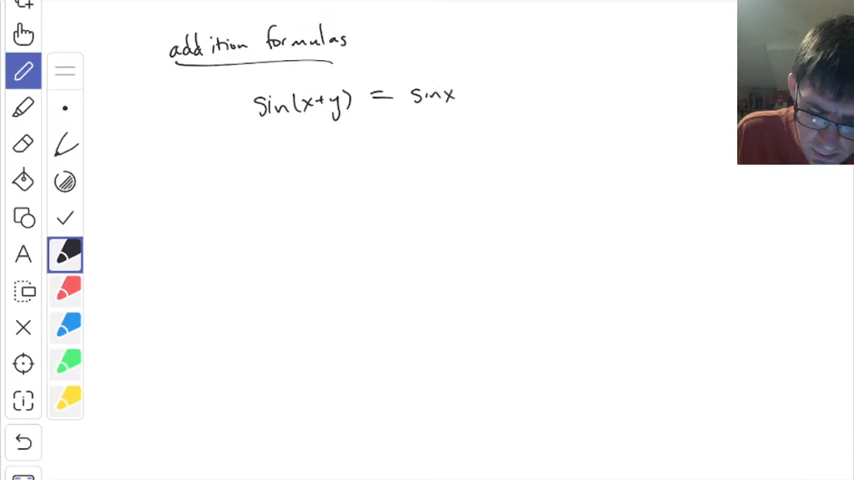 addition formulas
sin(x+y) = sinx